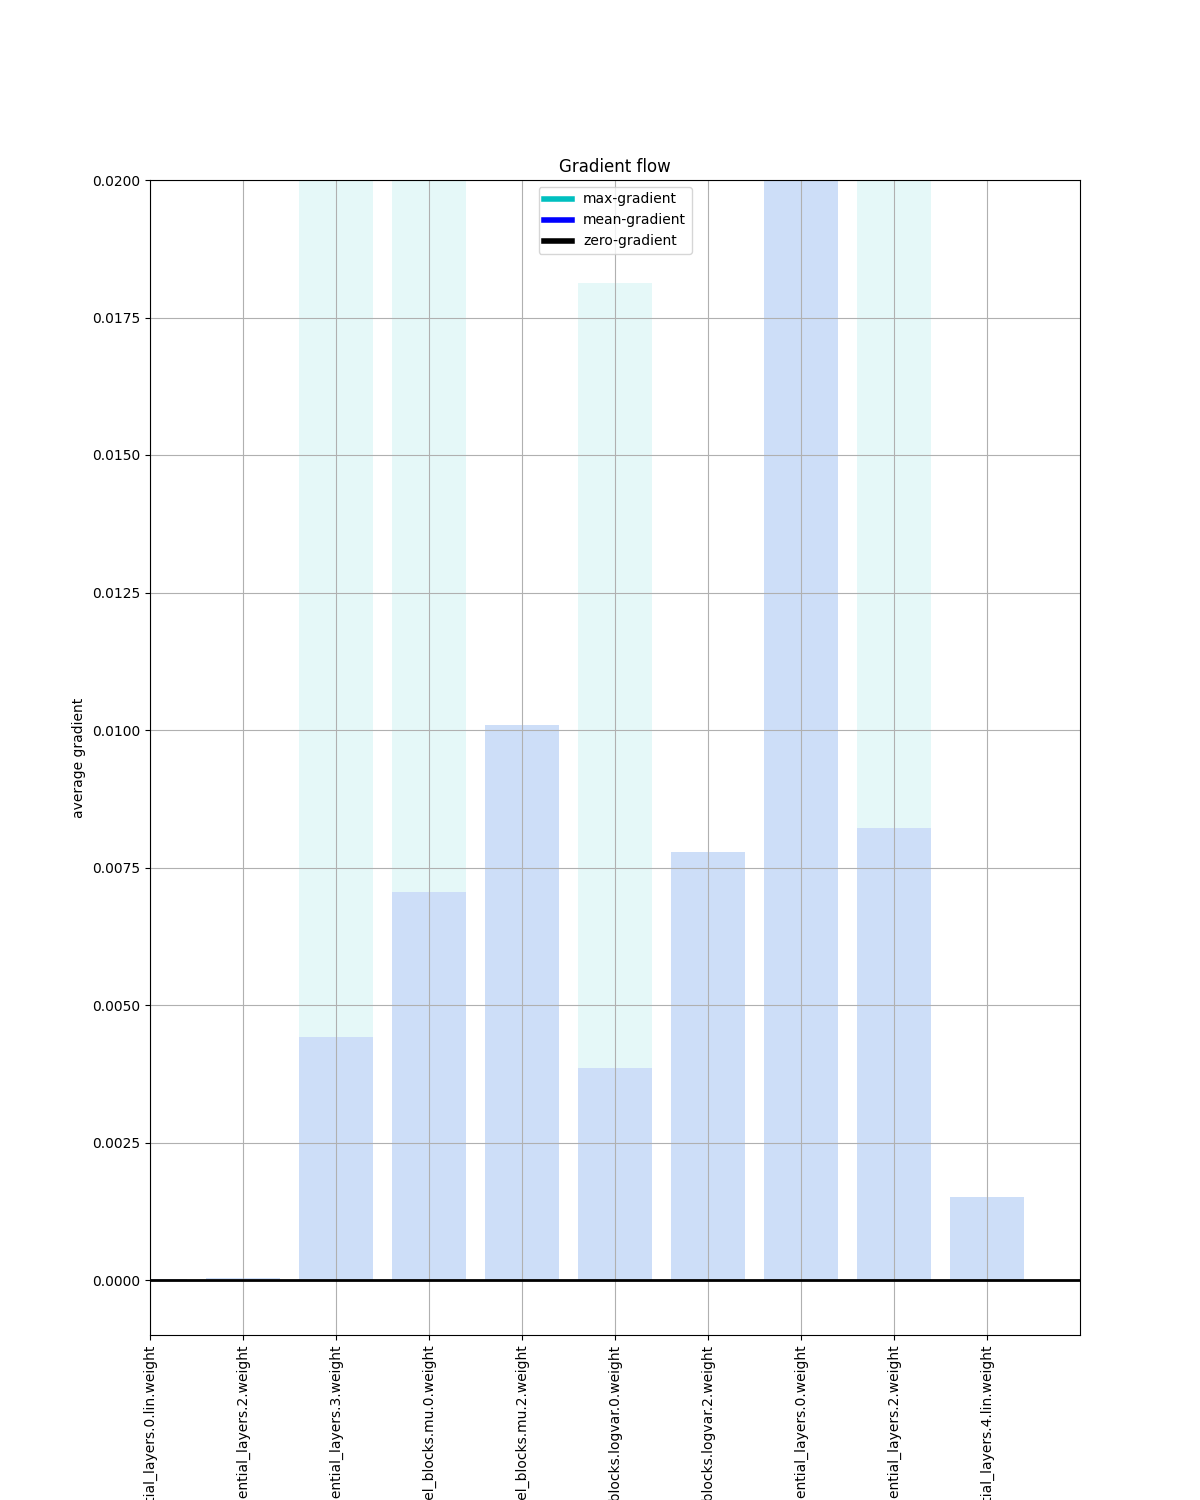 Gradient flow
max-gradient
mean-gradient
zero-gradient
0.0200
0.0175
0.0150
0.0125
0.0100
0.0075
0.0050
0.0025
0.0000
average gradient
tial_layers.0.lin.weight
ential_layers.2.weight
ential_layers.3.weight
el_blocks.mu.0.weight
el_blocks.mu.2.weight
blocks.logvar.0.weight
blocks.logvar.2.weight
ential_layers.0.weight
ential_layers.2.weight
tial_layers.4.lin.weight